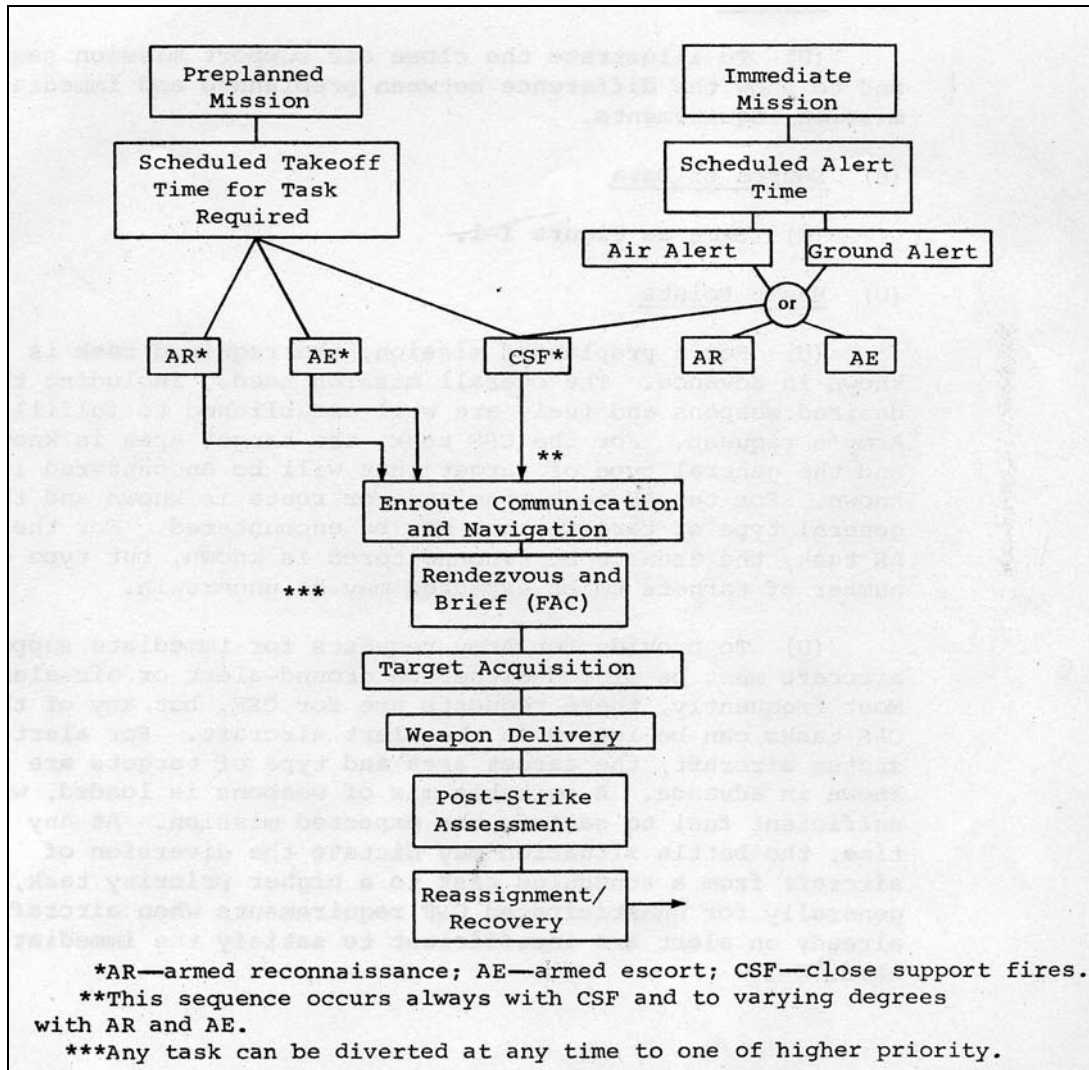 Preplanned
Mission
Immediate
Mission
Scheduled Takeoff
Time for Task
Required
Scheduled Alert
Time
Air Alert
Ground Alert
or
AR*
AE*
CSF*
AR
AE
**
Enroute Communication
and Navigation
***
Rendezvous and
Brief (FAC)
Target Acquisition
Weapon Delivery
Post-Strike
Assessment
Reassignment/
Recovery
*AR—armed reconnaissance; AE—armed escort; CSF—close support fires.
**This sequence occurs always with CSF and to varying degrees
with AR and AE.
***Any task can be diverted at any time to one of higher priority.